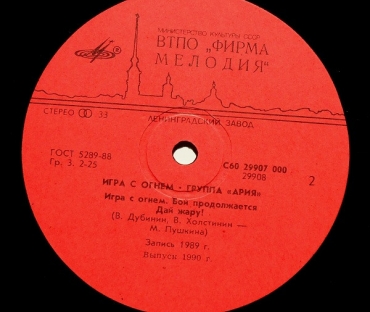 МИНИСТЕРСТВО КУЛЬТУРЫ СССР
ВТПО „ФИРМА
МЕЛОДИЯ"
СТЕРЕО 33
ЛЕНИНГРАДСКИЙ ЗАВОД
ГОСТ 5289-88
Гр. 3. 2-25
С60 29907 000
29908
2
ИГРА С ОГНЕМ · ГРУППА «АРИЯ»
Игра с огнем. Бой продолжается
Дай жару!
(В. Дубинин, В. Холстинин —
М. Пушкина)
Запись 1989 г.
Выпуск 1990 г.